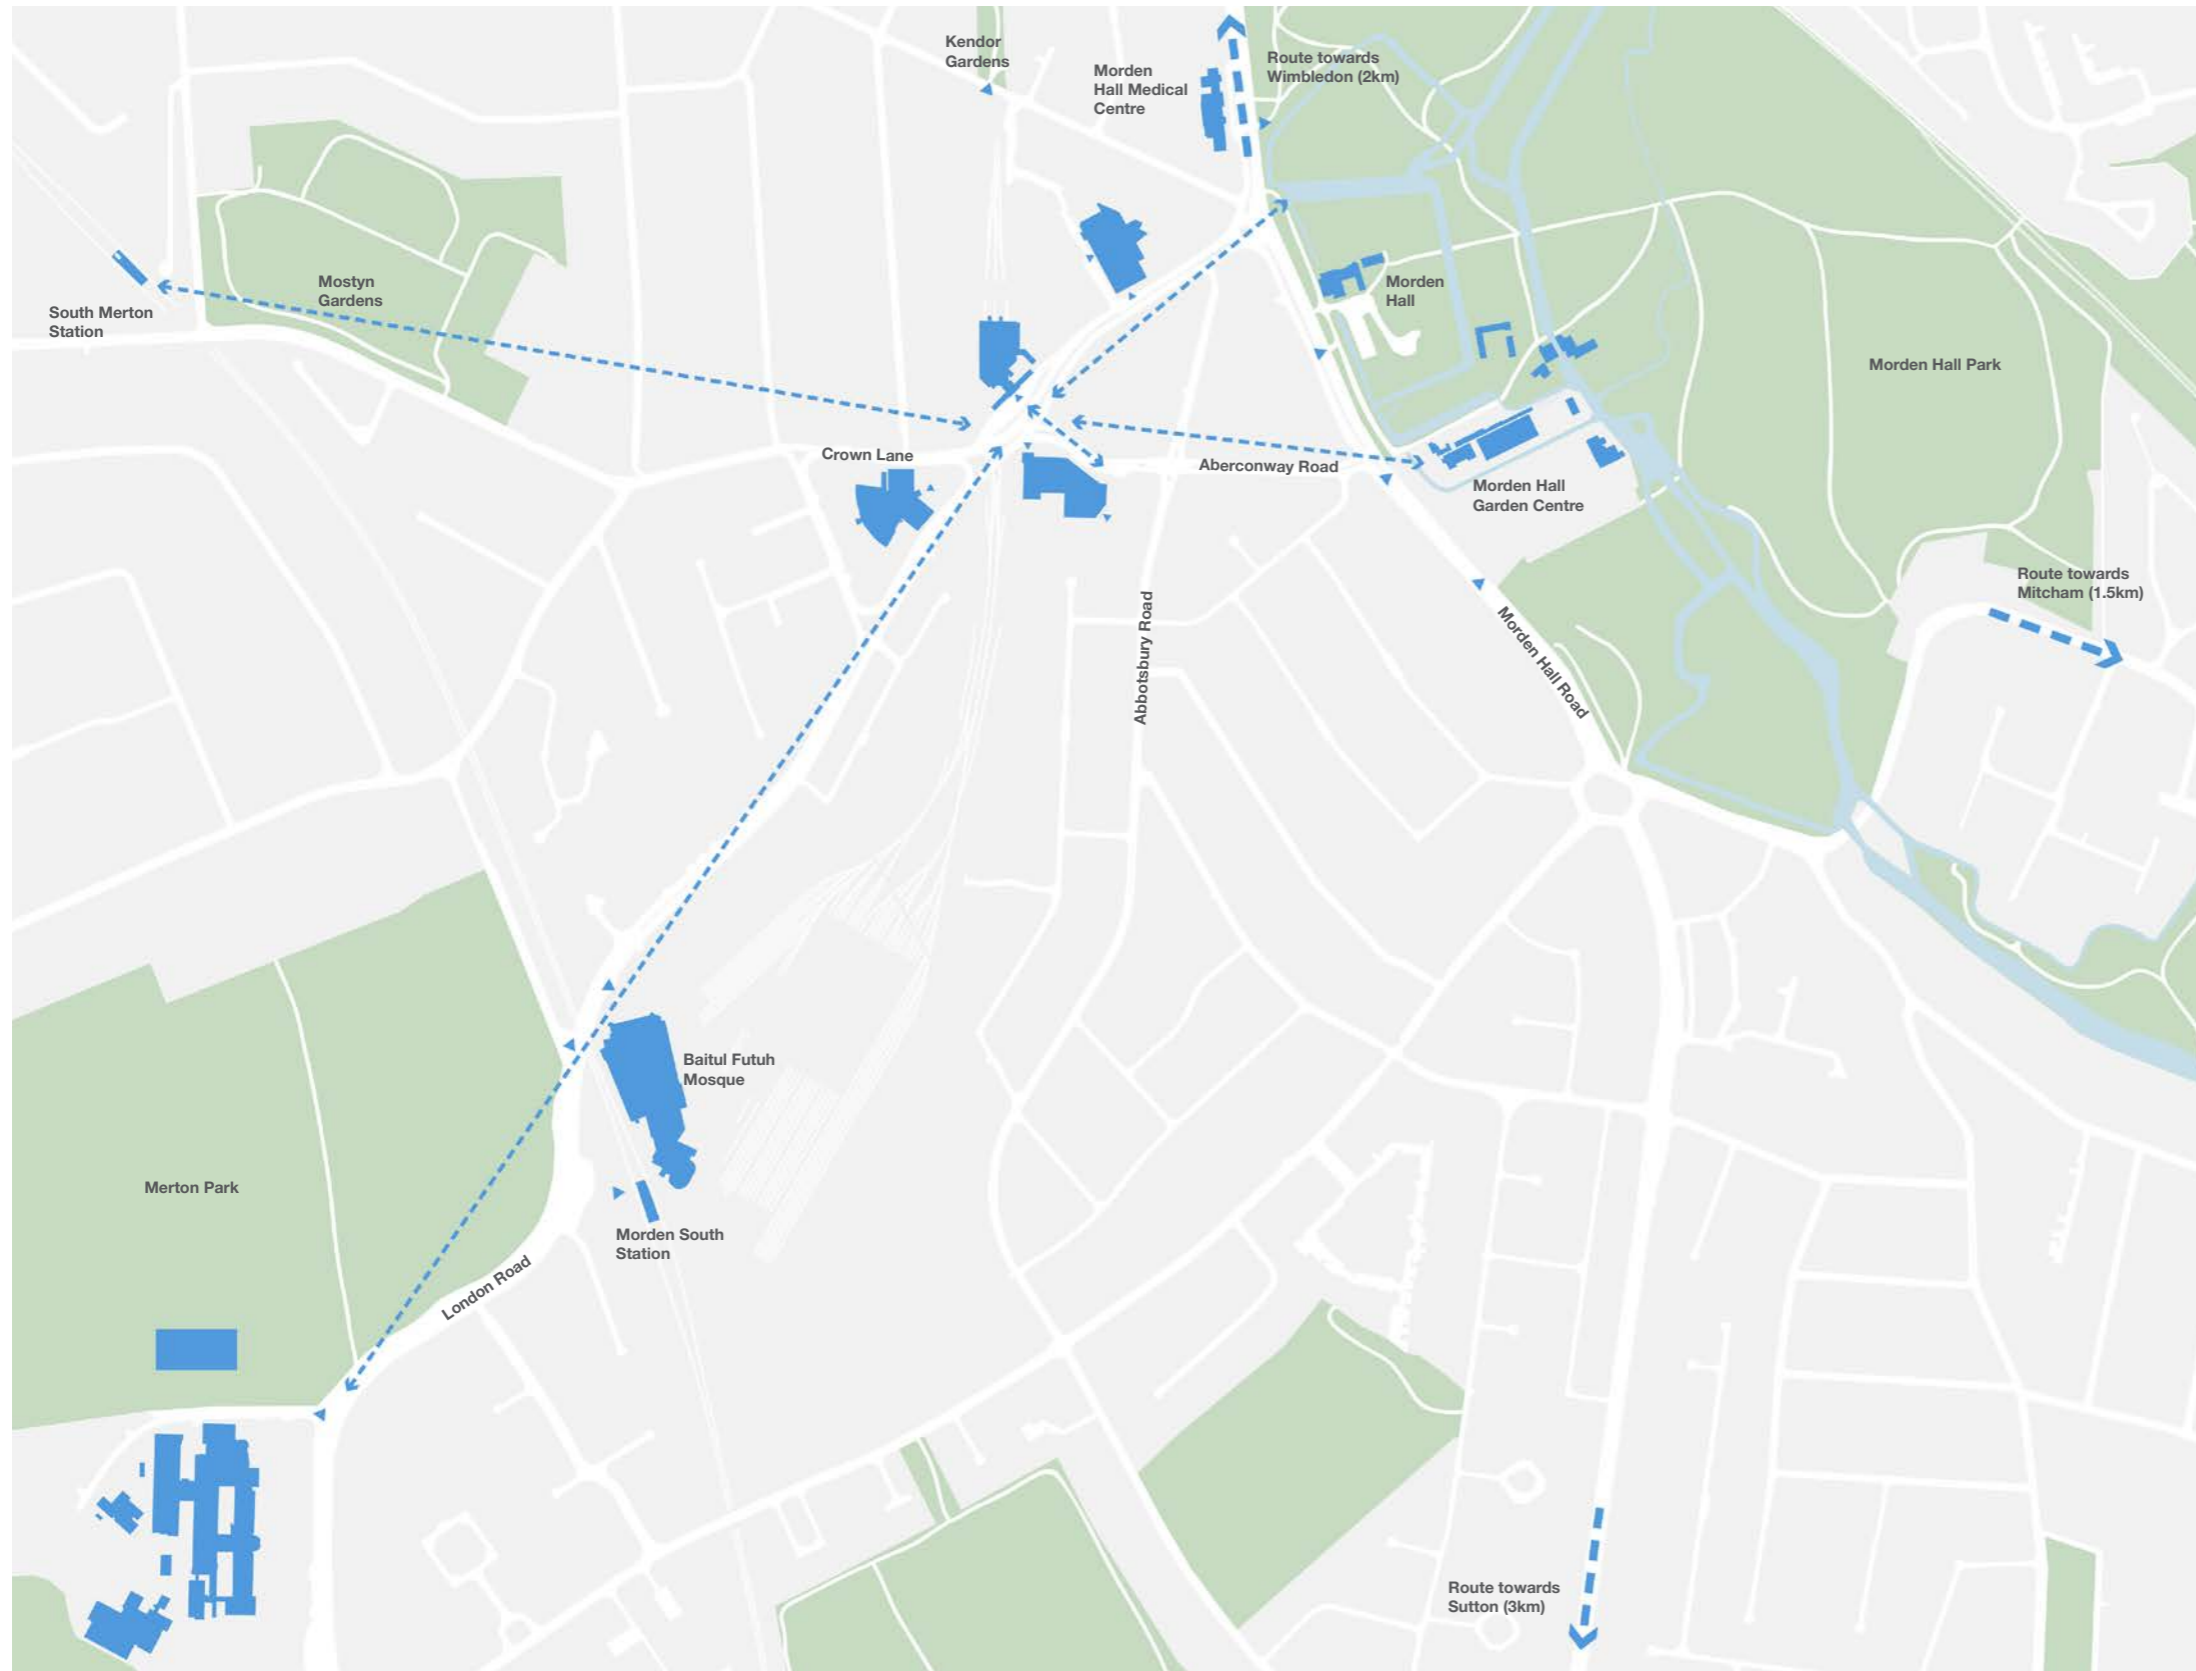 Kendor
Gardens
Morden
Hall Medical
Centre
Route towards
Wimbledon (2km)
Mostyn
Gardens
South Merton
Station
Morden
Hall
Morden Hall Park
Crown Lane
Aberconway Road
Morden Hall
Garden Centre
Route towards
Mitcham (1.5km)
Abbotsbury Road
Morden Hall Road
Baitul Futuh
Mosque
Merton Park
Morden South
Station
London Road
Route towards
Sutton (3km)